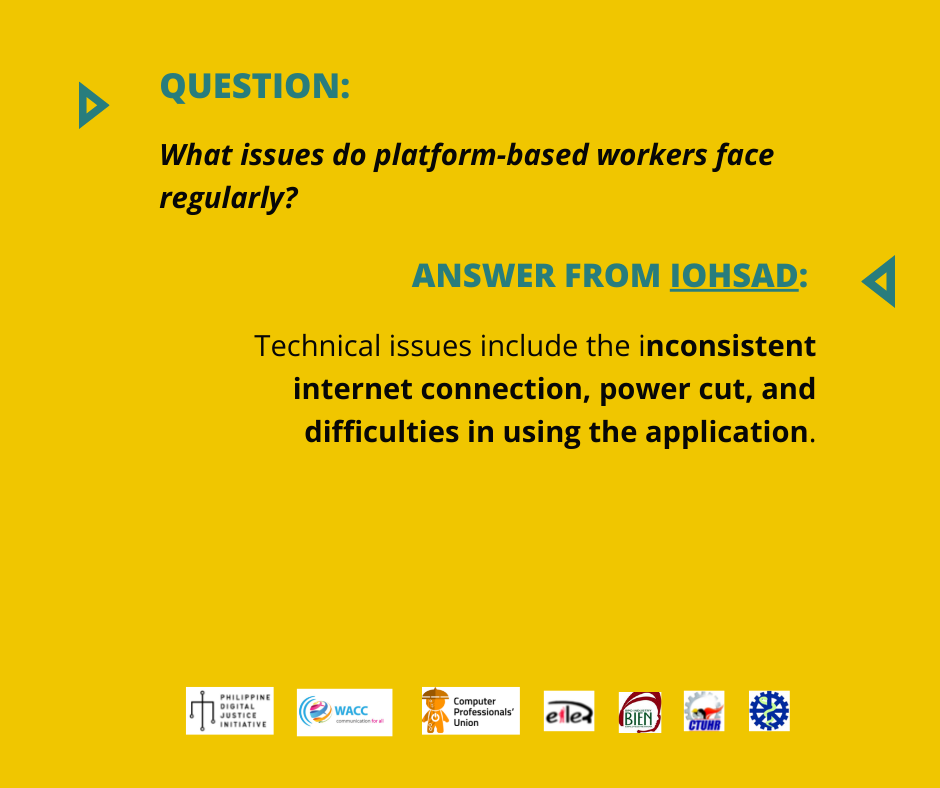 QUESTION:
What issues do platform-based workers face
regularly?
ANSWER FROM IOHSAD:
Technical issues include the inconsistent
internet connection, power cut, and
difficulties in using the application.
PHILIPPINE
DIGITAL
JUSTICE
INITIATIVE
WACC
communication for all
Computer
Professionals'
Union
eiler
BIEN
CTUHR